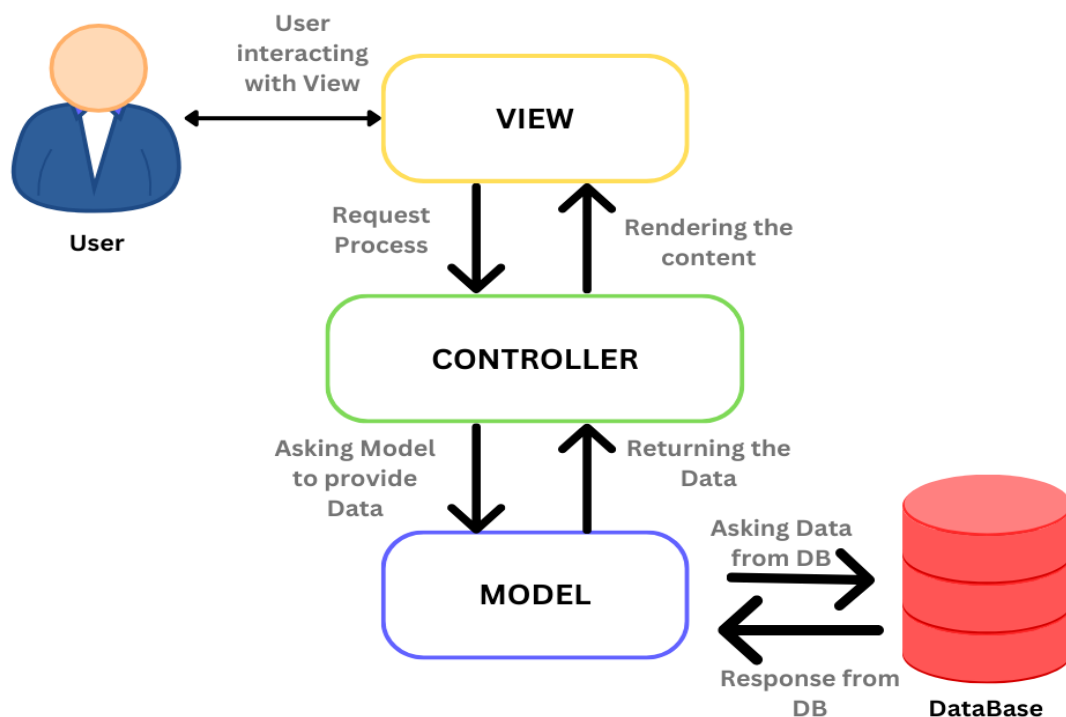 User
interacting
with View
VIEW
User
Request
Process
Rendering the
content
CONTROLLER
Asking Model
to provide
Data
Returning the
Data
MODEL
Asking Data
from DB
Response from
DB
DataBase